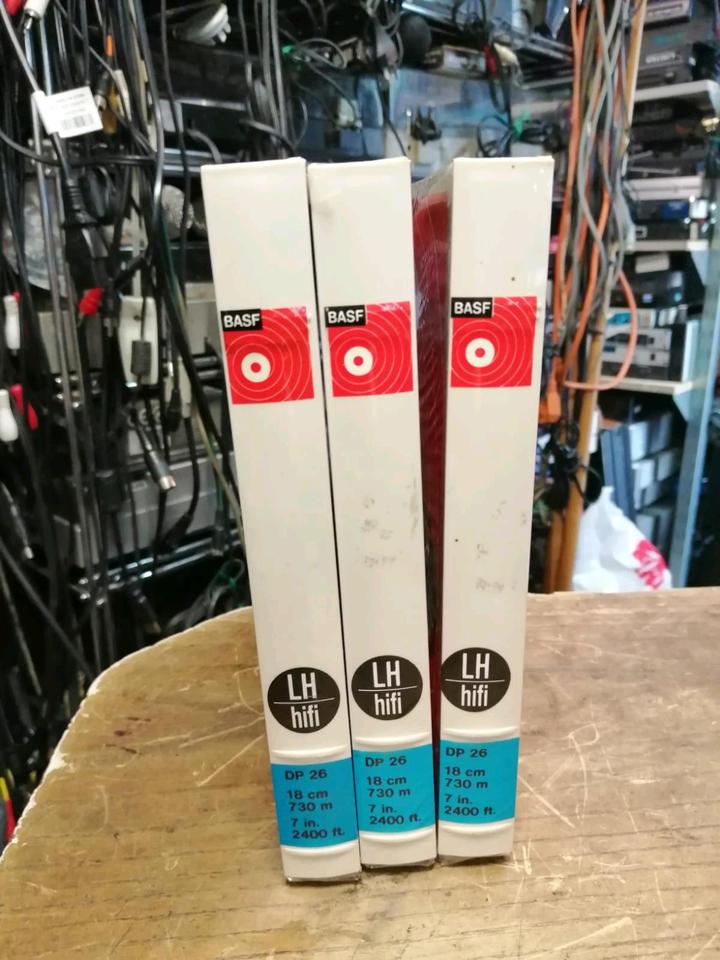 BASF
LH
hifi
DP 26
18 cm
730 m
7 in.
2400 ft.
BASF
LH
hifi
DP 26
18 cm
730 m
7 in.
2400 ft.
BASF
LH
hifi
DP 26
18 cm
730 m
7 in.
2400 ft.